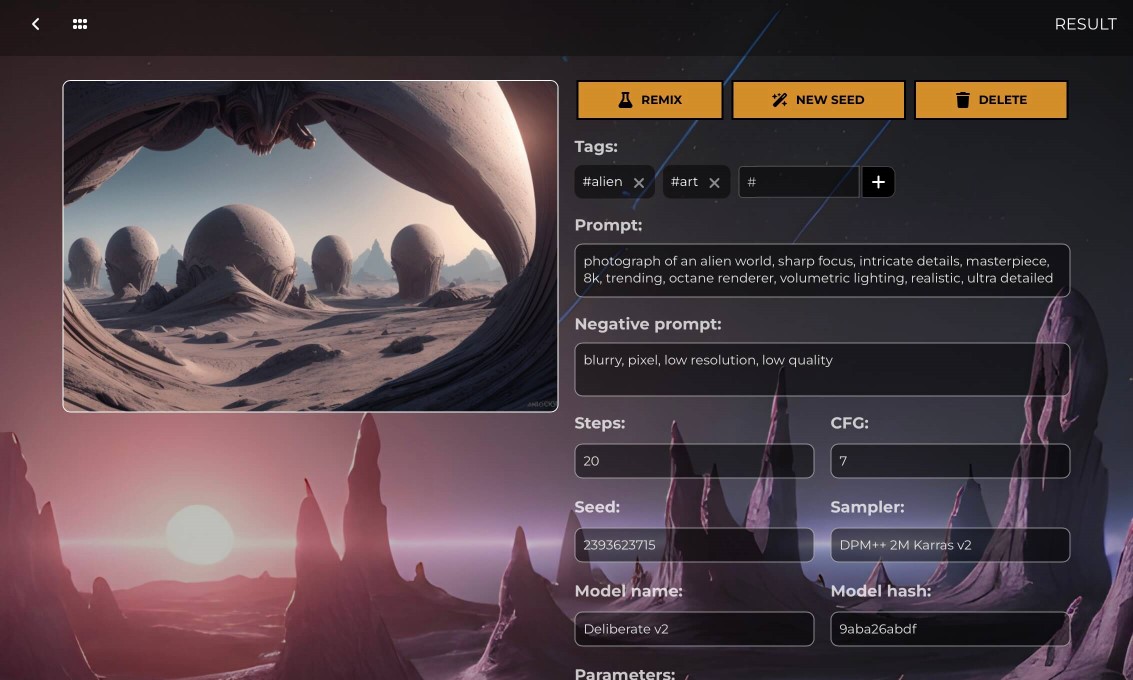 RESULT
REMIX
NEW SEED
DELETE
Tags:
#alien
#art
#
Prompt:
photograph of an alien world, sharp focus, intricate details, masterpiece,
8k, trending, octane renderer, volumetric lighting, realistic, ultra detailed
Negative prompt:
blurry, pixel, low resolution, low quality
Steps:
CFG:
20
7
Seed:
Sampler:
2393623715
DPM++ 2M Karras v2
Model name:
Model hash:
Deliberate v2
9aba26abdf
Parameters: